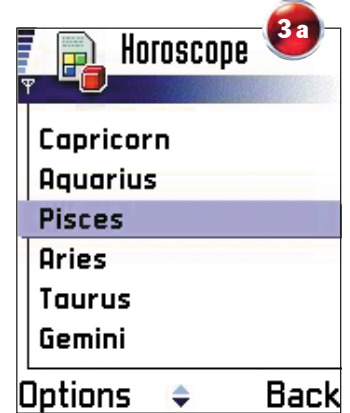 3a
Horoscope
Capricorn
Aquarius
Pisces
Aries
Taurus
Gemini
Options Back